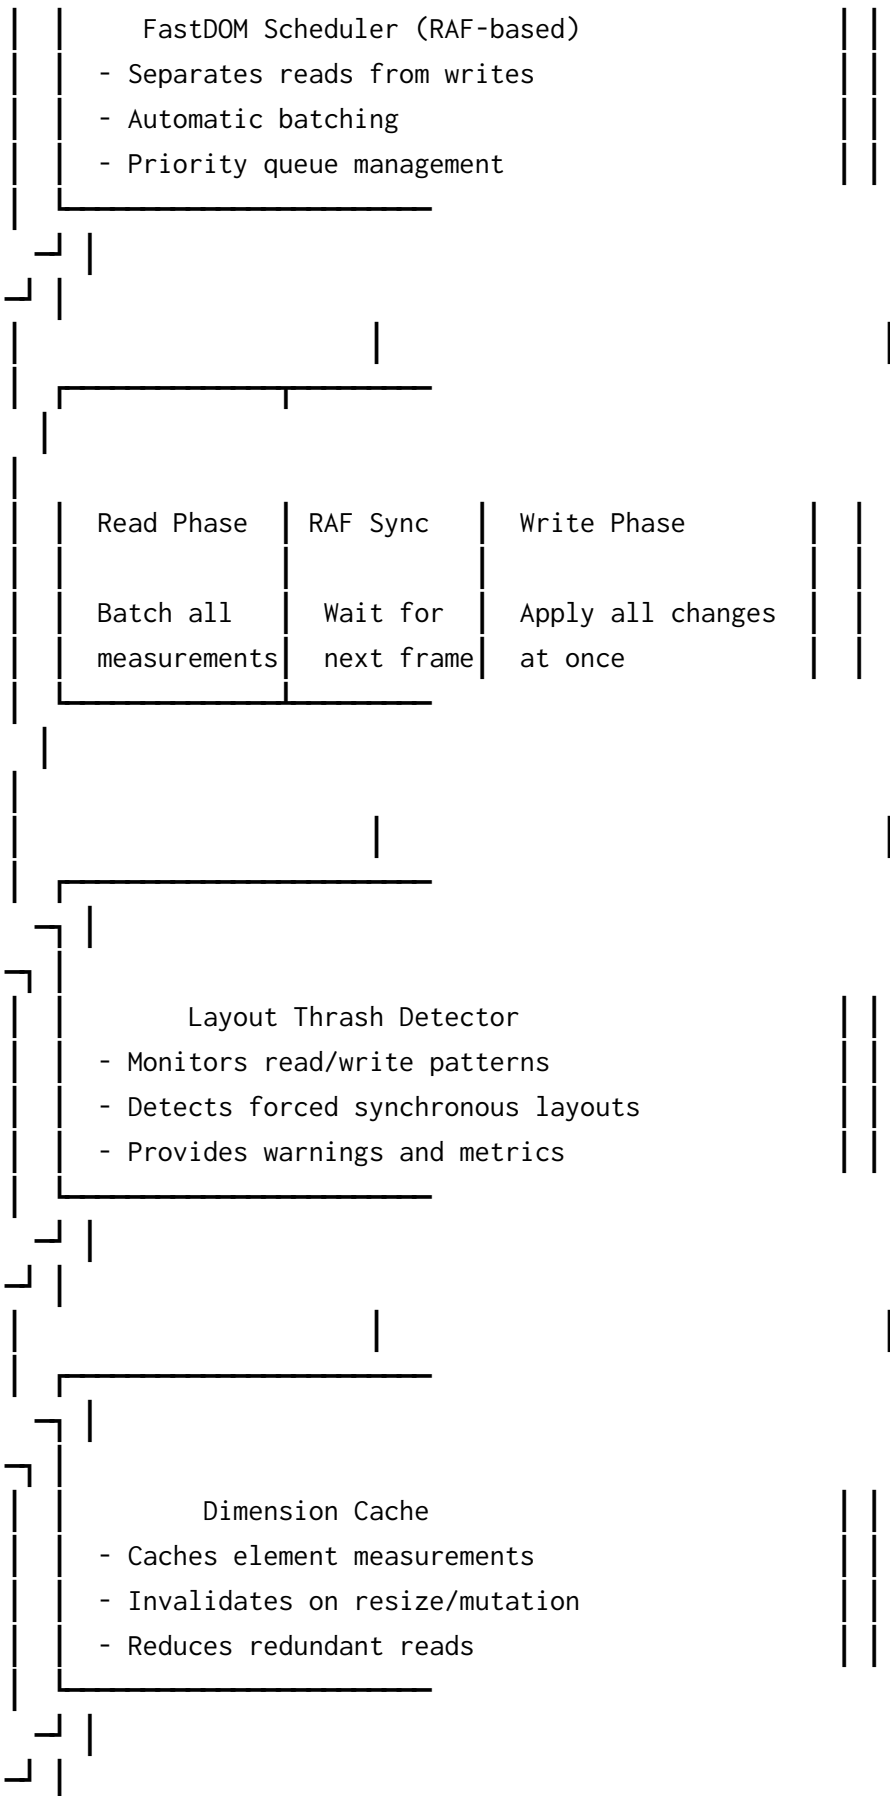 FastDOM Scheduler (RAF-based)
- Separates reads from writes
- Automatic batching
- Priority queue management
Read Phase RAF Sync Write Phase
Batch all Wait for Apply all changes
measurements next frame at once
Layout Thrash Detector
- Monitors read/write patterns
- Detects forced synchronous layouts
- Provides warnings and metrics
Dimension Cache
- Caches element measurements
- Invalidates on resize/mutation
- Reduces redundant reads